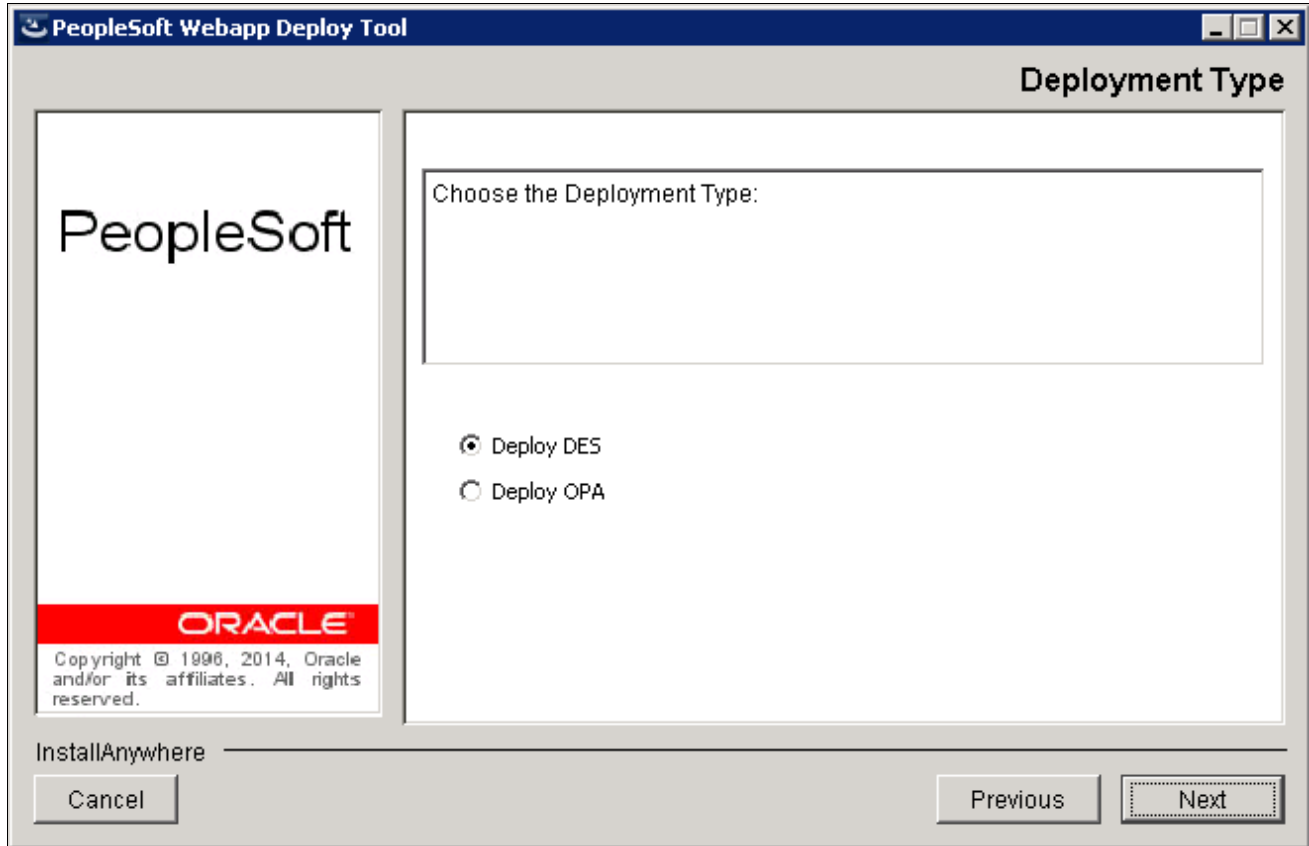 PeopleSoft Webapp Deploy Tool
Deployment Type
PeopleSoft
Choose the Deployment Type:
Deploy DES
Deploy OPA
ORACLE
Copyright © 1996, 2014, Oracle
and/or its affiliates. All rights
reserved.
InstallAnywhere
Cancel
Previous
Next